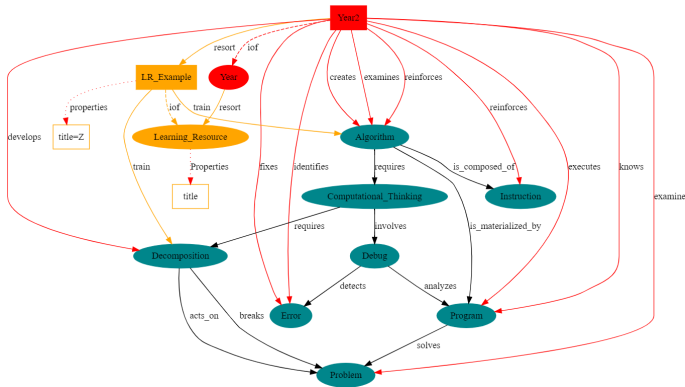 Year2
resort
iof
LR_Example
Year
creates
examines
reinforces
properties
iof
train
resort
reinforces
title=Z
Learning_Resource
Algorithm
develops
train
Properties
fixes
identifies
requires
is_composed_of
executes
knows
examine
title
Computational_Thinking
Instruction
requires
involves
is_materialized_by
Decomposition
Debug
detects
analyzes
acts_on
breaks
Error
Program
solves
Problem